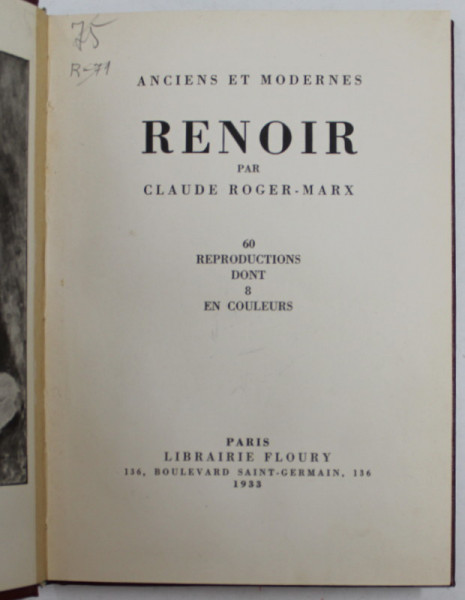 75
R-71
ANCIENS ET MODERNES
RENOIR
PAR
CLAUDE ROGER-MARX
60
REPRODUCTIONS
DONT
8
EN COULEURS
PARIS
LIBRAIRIE FLOURY
136, BOULEVARD SAINT-GERMAIN, 136
1933